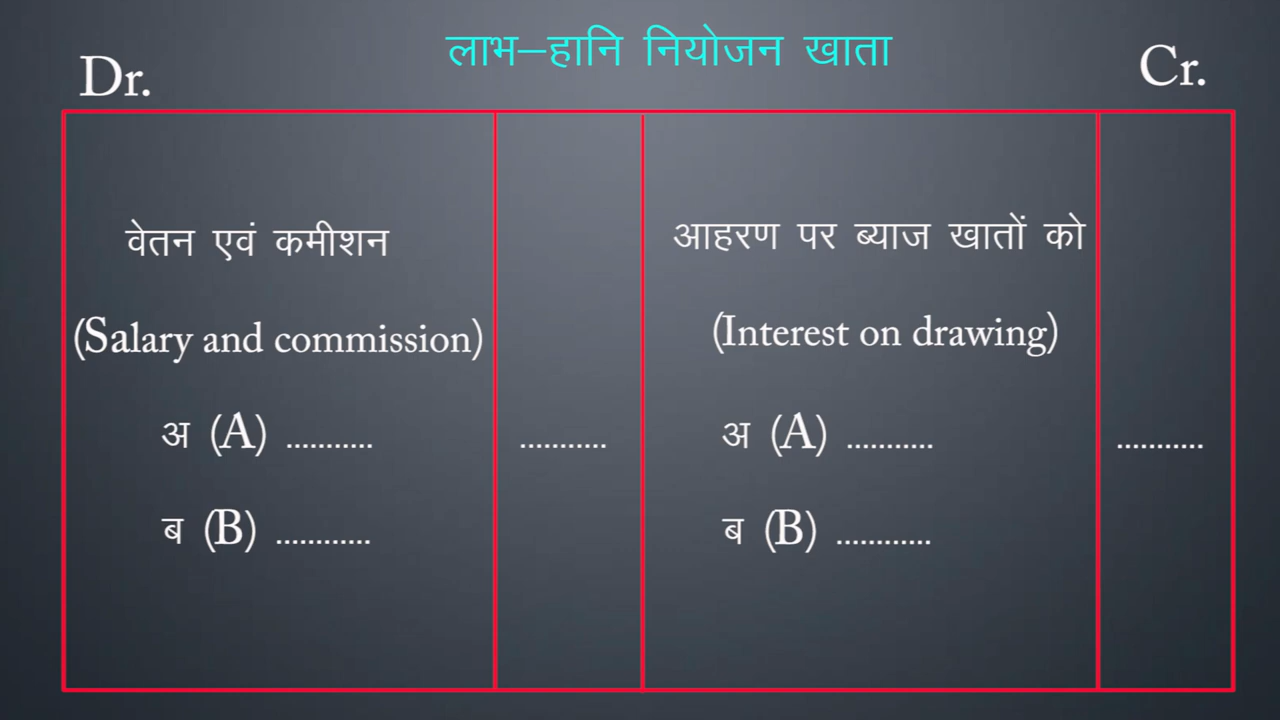 लाभ–हानि नियोजन खाता
Dr.
Cr.
वेतन एवं कमीशन
(Salary and commission)
अ (A) ...........
...........
ब (B) ............
आहरण पर ब्याज खातों को
(Interest on drawing)
अ (A) ...........
...........
ब (B) ............